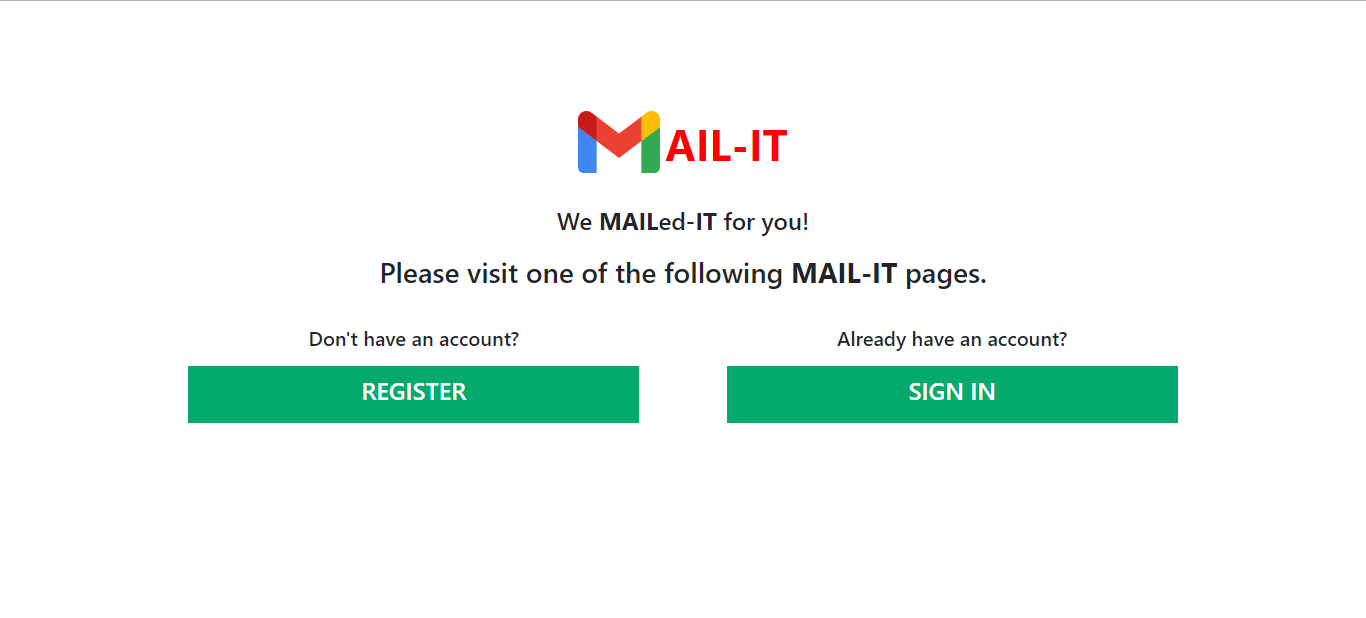 MAIL-IT
We MAILed-IT for you!
Please visit one of the following MAIL-IT pages.
Don't have an account?
Already have an account?
REGISTER
SIGN IN